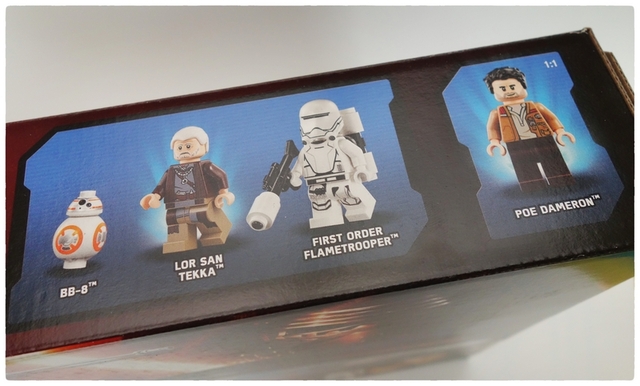 BB-8™
LOR SAN
TEKKA™
FIRST ORDER
FLAMETROOPER™
1:1
POE DAMERON™